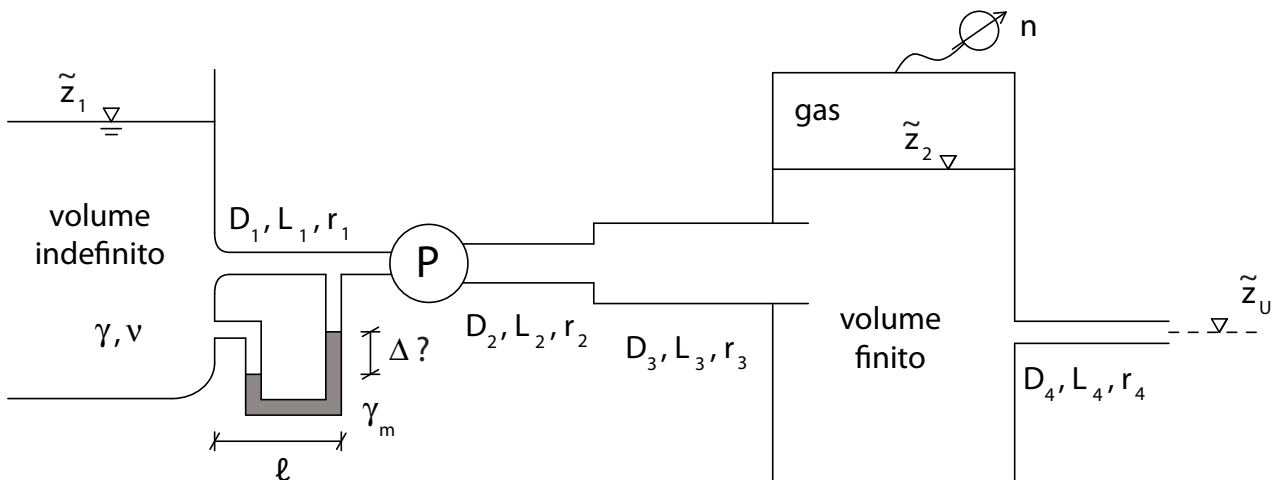 n
z̃₁
gas
z̃₂
volume
indefinito
D₁, L₁, r₁
P
z̃ᵤ
γ, ν
Δ ?
D₂, L₂, r₂
D₃, L₃, r₃
volume
finito
D₄, L₄, r₄
γₘ
ℓ